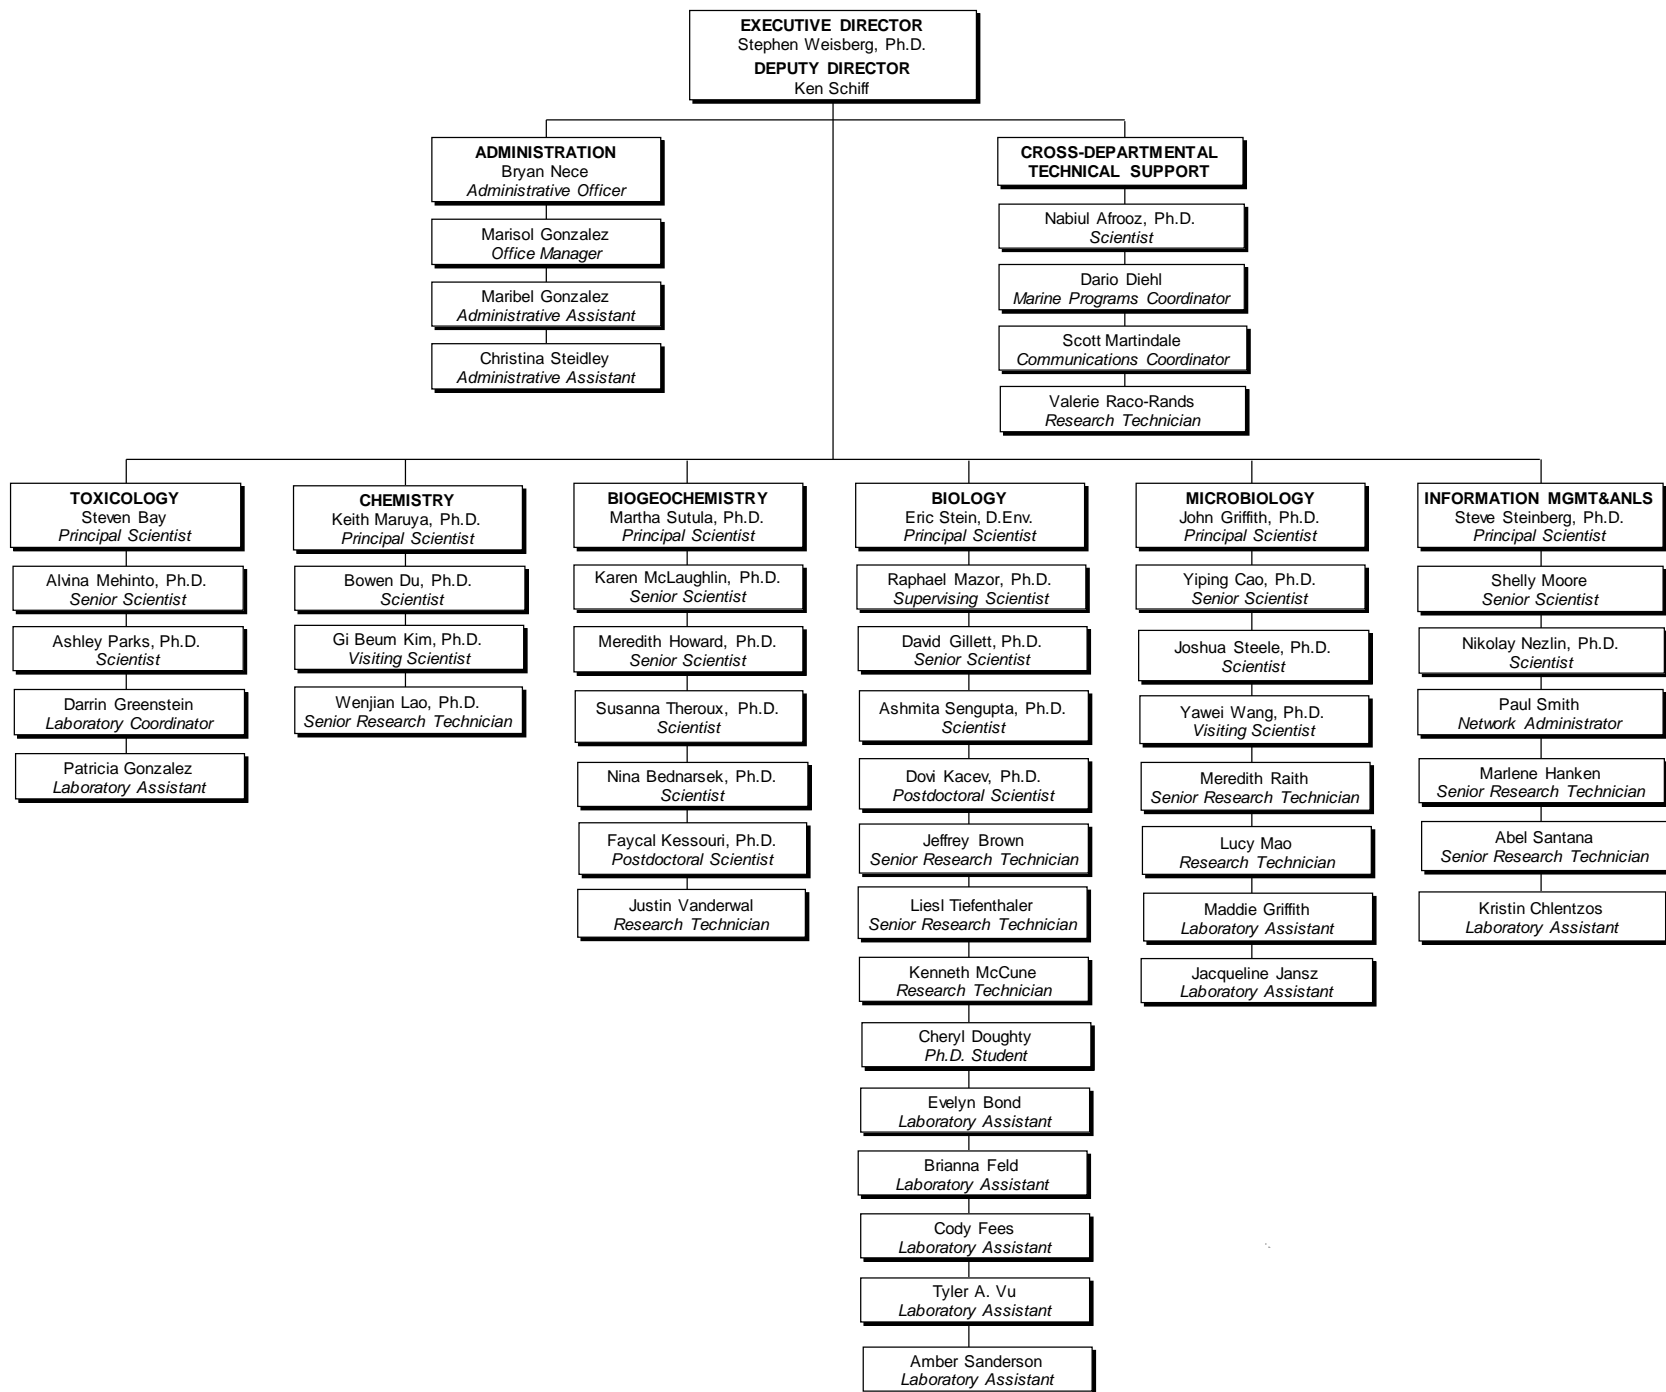 EXECUTIVE DIRECTOR
Stephen Weisberg, Ph.D.
DEPUTY DIRECTOR
Ken Schiff
ADMINISTRATION
Bryan Nece
Administrative Officer
Marisol Gonzalez
Office Manager
Maribel Gonzalez
Administrative Assistant
Christina Steidley
Administrative Assistant
CROSS-DEPARTMENTAL
TECHNICAL SUPPORT
Nabiul Afrooz, Ph.D.
Scientist
Dario Diehl
Marine Programs Coordinator
Scott Martindale
Communications Coordinator
Valerie Raco-Rands
Research Technician
TOXICOLOGY
Steven Bay
Principal Scientist
Alvina Mehinto, Ph.D.
Senior Scientist
Ashley Parks, Ph.D.
Scientist
Darrin Greenstein
Laboratory Coordinator
Patricia Gonzalez
Laboratory Assistant
CHEMISTRY
Keith Maruya, Ph.D.
Principal Scientist
Bowen Du, Ph.D.
Scientist
Gi Beum Kim, Ph.D.
Visiting Scientist
Wenjian Lao, Ph.D.
Senior Research Technician
BIOGEOCHEMISTRY
Martha Sutula, Ph.D.
Principal Scientist
Karen McLaughlin, Ph.D.
Senior Scientist
Meredith Howard, Ph.D.
Senior Scientist
Susanna Theroux, Ph.D.
Scientist
Nina Bednarsek, Ph.D.
Scientist
Faycal Kessouri, Ph.D.
Postdoctoral Scientist
Justin Vanderwal
Research Technician
BIOLOGY
Eric Stein, D.Env.
Principal Scientist
Raphael Mazor, Ph.D.
Supervising Scientist
David Gillett, Ph.D.
Senior Scientist
Ashmita Sengupta, Ph.D.
Scientist
Dovi Kacev, Ph.D.
Postdoctoral Scientist
Jeffrey Brown
Senior Research Technician
Liesl Tiefenthaler
Senior Research Technician
Kenneth McCune
Research Technician
Cheryl Doughty
Ph.D. Student
Evelyn Bond
Laboratory Assistant
Brianna Feld
Laboratory Assistant
Cody Fees
Laboratory Assistant
Tyler A. Vu
Laboratory Assistant
Amber Sanderson
Laboratory Assistant
MICROBIOLOGY
John Griffith, Ph.D.
Principal Scientist
Yiping Cao, Ph.D.
Senior Scientist
Joshua Steele, Ph.D.
Scientist
Yawei Wang, Ph.D.
Visiting Scientist
Meredith Raith
Senior Research Technician
Lucy Mao
Research Technician
Maddie Griffith
Laboratory Assistant
Jacqueline Jansz
Laboratory Assistant
INFORMATION MGMT&ANLS
Steve Steinberg, Ph.D.
Principal Scientist
Shelly Moore
Senior Scientist
Nikolay Nezlin, Ph.D.
Scientist
Paul Smith
Network Administrator
Marlene Hanken
Senior Research Technician
Abel Santana
Senior Research Technician
Kristin Chlentzos
Laboratory Assistant